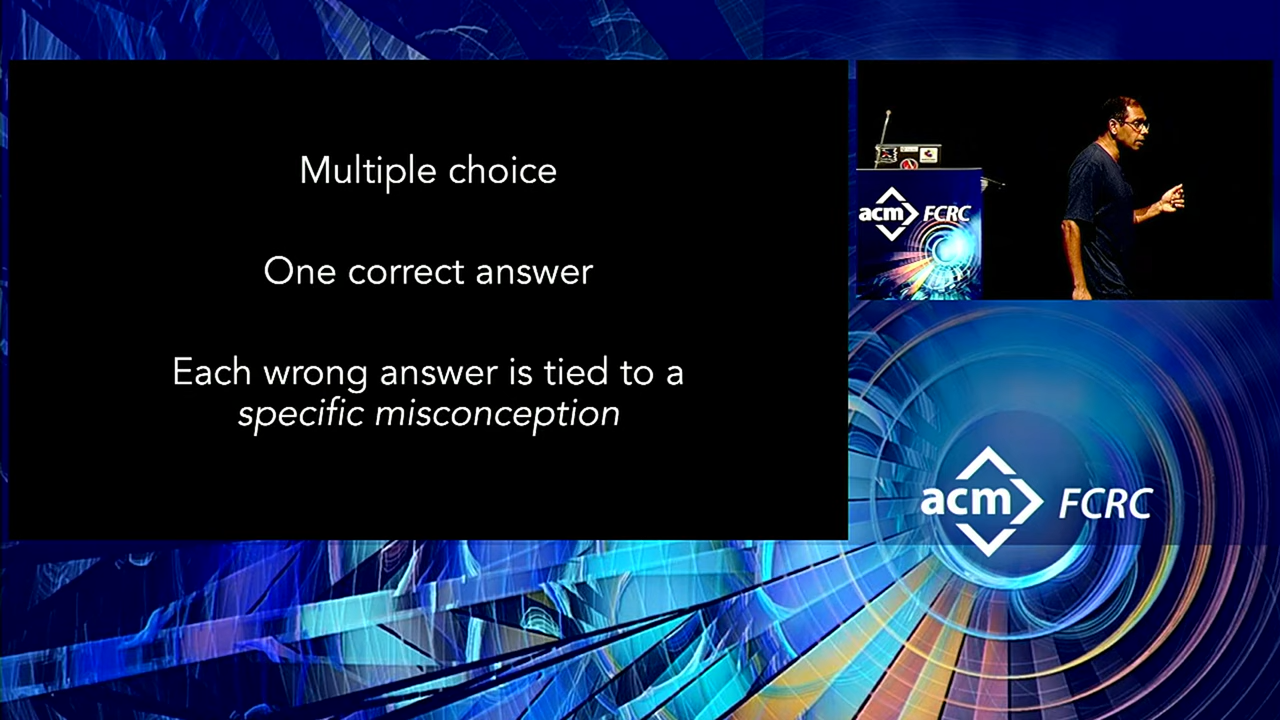 Multiple choice
One correct answer
Each wrong answer is tied to a
specific misconception
acm FCRC
acm FCRC